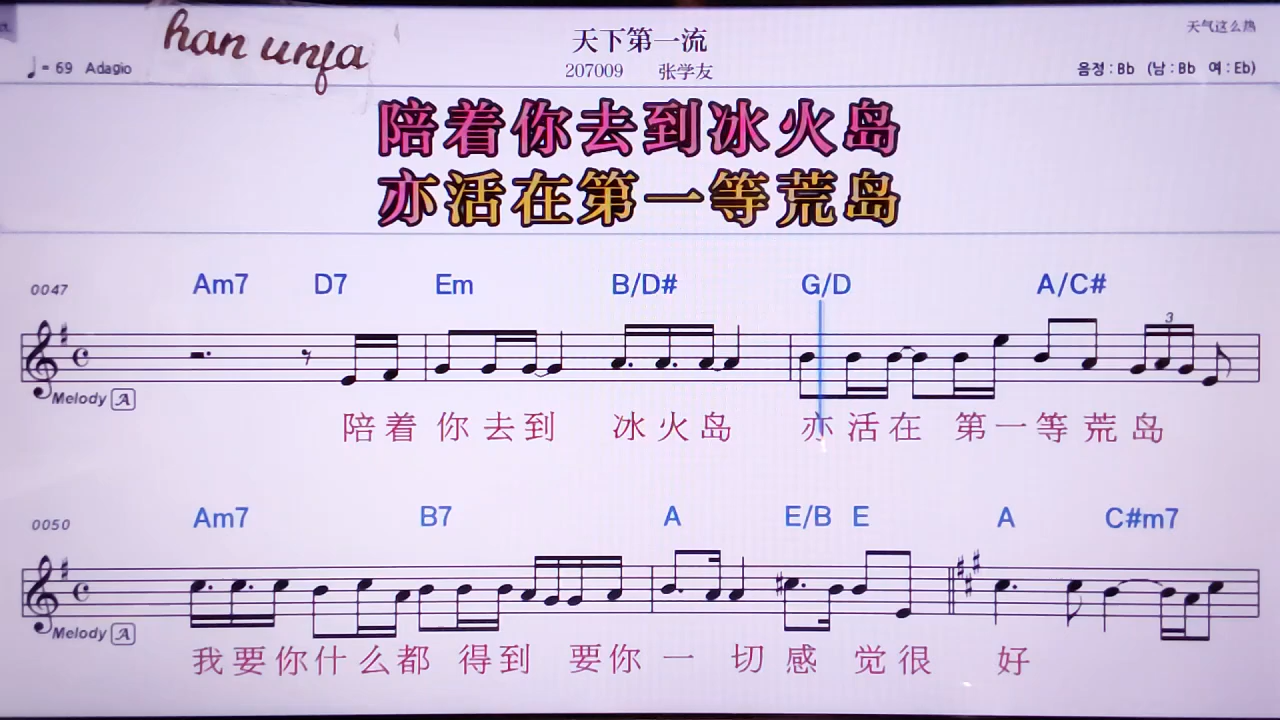 han unfa
天下第一流
天气这么热
♩= 69 Adagio
207009 张学友
음정 : Bb (남 : Bb 여 : Eb)
陪着你去到冰火岛
亦活在第一等荒岛
0047 Am7 D7 Em B/D# G/D A/C#
3
Melody A
陪着 你 去到 冰火岛 亦活在 第一等荒岛
0050 Am7 B7 A E/B E A C#m7
Melody A
我要你什么都 得到 要你 一 切感 觉很 好